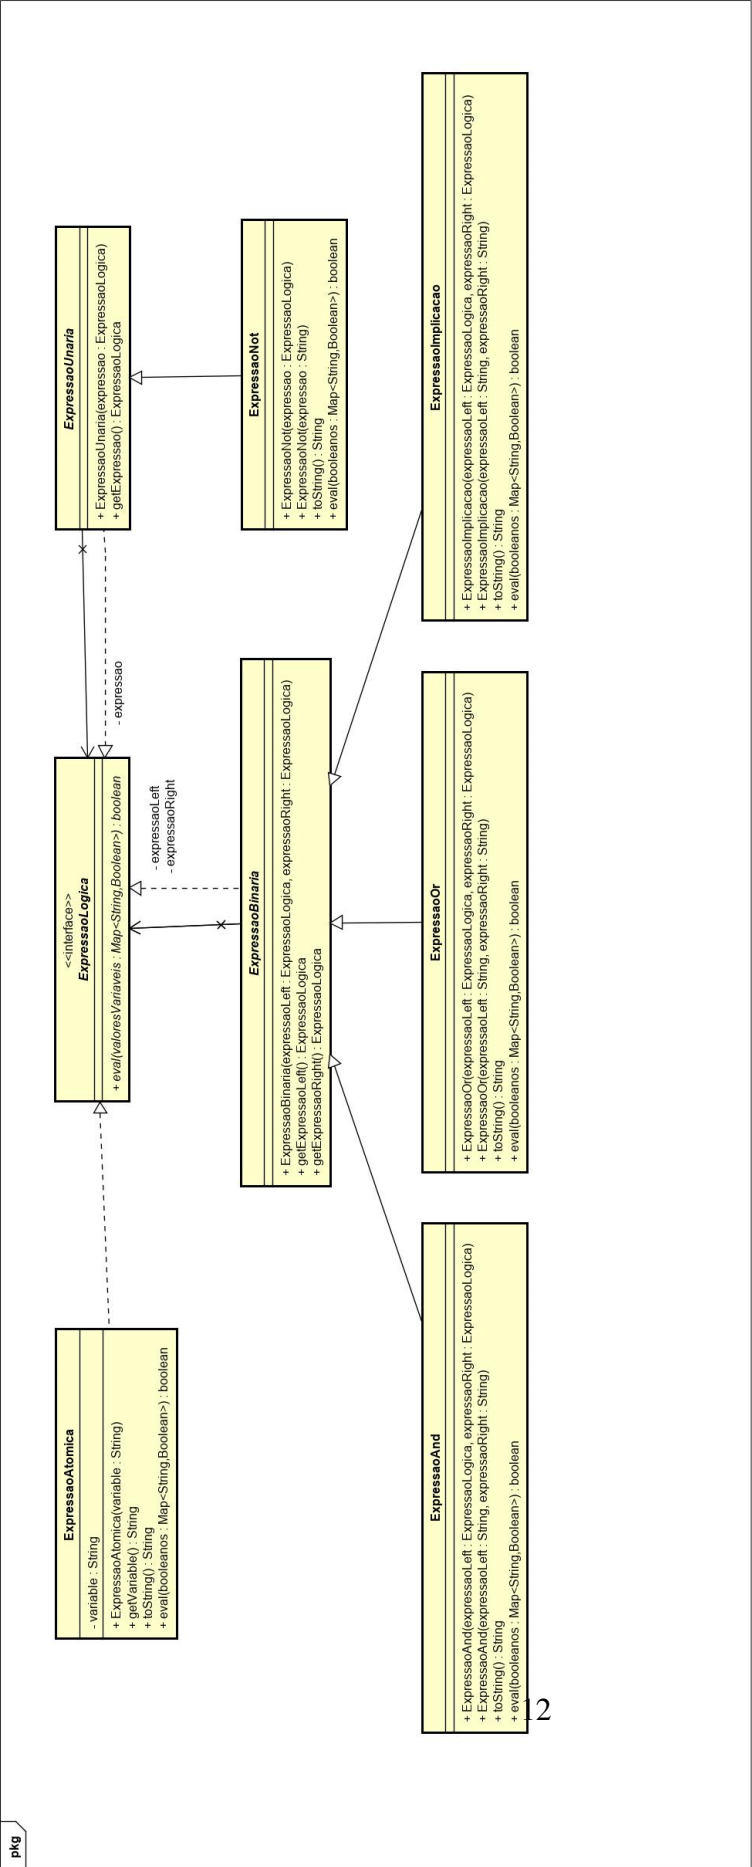 pkg
ExpressaoAtomica
- variable : String
+ ExpressaoAtomica(variable : String)
+ getVariable() : String
+ toString() : String
+ eval(booleanos : Map<String,Boolean>) : boolean
<<interface>>
ExpressaoLogica
+ eval(valoresVariaveis : Map<String,Boolean>) : boolean
- expressao
ExpressaoUnaria
+ ExpressaoUnaria(expressao : ExpressaoLogica)
+ getExpressao() : ExpressaoLogica
- expressaoLeft
- expressaoRight
ExpressaoBinaria
+ ExpressaoBinaria(expressaoLeft : ExpressaoLogica, expressaoRight : ExpressaoLogica)
+ getExpressaoLeft() : ExpressaoLogica
+ getExpressaoRight() : ExpressaoLogica
ExpressaoNot
+ ExpressaoNot(expressao : ExpressaoLogica)
+ ExpressaoNot(expressao : String)
+ toString() : String
+ eval(booleanos : Map<String,Boolean>) : boolean
ExpressaoAnd
+ ExpressaoAnd(expressaoLeft : ExpressaoLogica, expressaoRight : ExpressaoLogica)
+ ExpressaoAnd(expressaoLeft : String, expressaoRight : String)
+ toString() : String
+ eval(booleanos : Map<String,Boolean>) : boolean
ExpressaoOr
+ ExpressaoOr(expressaoLeft : ExpressaoLogica, expressaoRight : ExpressaoLogica)
+ ExpressaoOr(expressaoLeft : String, expressaoRight : String)
+ toString() : String
+ eval(booleanos : Map<String,Boolean>) : boolean
ExpressaoImplicacao
+ ExpressaoImplicacao(expressaoLeft : ExpressaoLogica, expressaoRight : ExpressaoLogica)
+ ExpressaoImplicacao(expressaoLeft : String, expressaoRight : String)
+ toString() : String
+ eval(booleanos : Map<String,Boolean>) : boolean
12